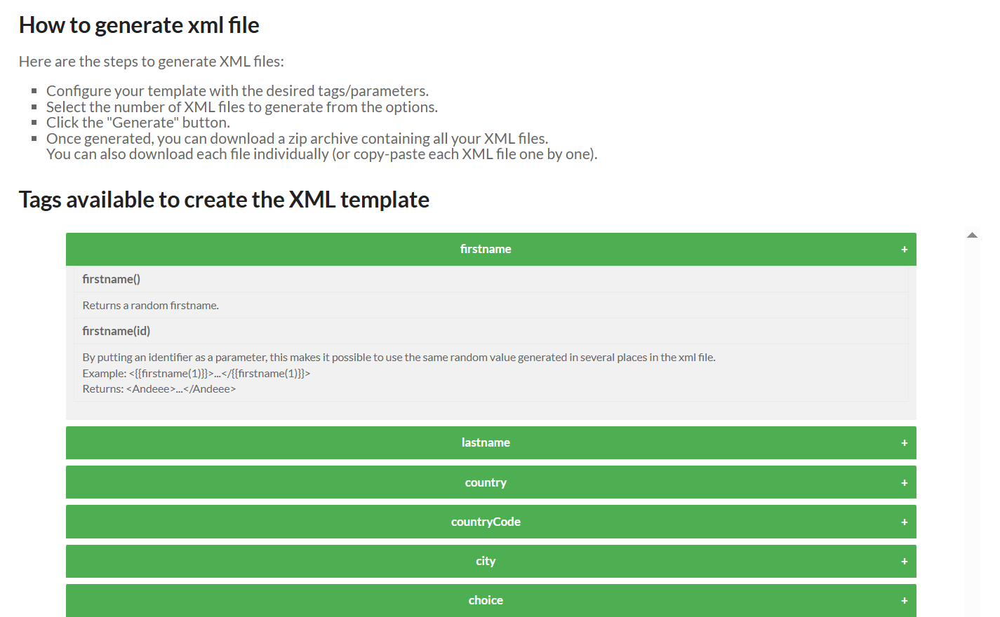 How to generate xml file
Here are the steps to generate XML files:
Configure your template with the desired tags/parameters.
Select the number of XML files to generate from the options.
Click the "Generate" button.
Once generated, you can download a zip archive containing all your XML files.
You can also download each file individually (or copy-paste each XML file one by one).
Tags available to create the XML template
firstname +
firstname()
Returns a random firstname.
firstname(id)
By putting an identifier as a parameter, this makes it possible to use the same random value generated in several places in the xml file.
Example: <{{firstname(1)}}>...</{{firstname(1)}}>
Returns: <Andeee>...</Andeee>
lastname +
country +
countryCode +
city +
choice +